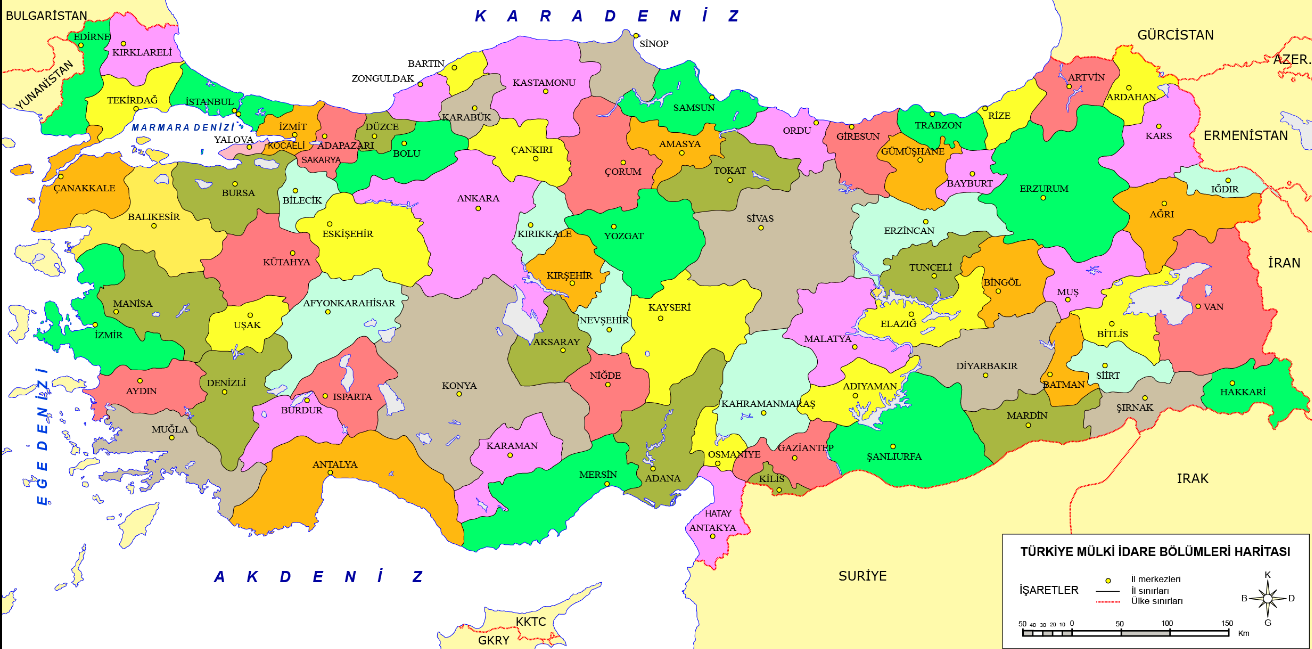 BULGARİSTAN
K A R A D E N İ Z
GÜRCİSTAN
AZER.
YUNANİSTAN
EDİRNE
KIRKLARELİ
SİNOP
BARTIN
ZONGULDAK
KASTAMONU
ARTVİN
ARDAHAN
TEKİRDAĞ
İSTANBUL
KARABÜK
SAMSUN
MARMARA DENİZİ
İZMİT
DÜZCE
ORDU
GİRESUN
TRABZON
RİZE
KARS
ERMENİSTAN
YALOVA
KOCAELİ
ADAPAZARI
SAKARYA
BOLU
ÇANKIRI
AMASYA
GÜMÜŞHANE
ÇORUM
TOKAT
BAYBURT
ÇANAKKALE
BURSA
BİLECİK
ANKARA
ERZURUM
IĞDIR
BALIKESİR
ESKİŞEHİR
KIRIKKALE
YOZGAT
SİVAS
ERZİNCAN
AĞRI
KÜTAHYA
KIRŞEHİR
TUNCELİ
BİNGÖL
MUŞ
İRAN
MANİSA
AFYONKARAHİSAR
NEVŞEHİR
KAYSERİ
VAN
İZMİR
UŞAK
AKSARAY
MALATYA
ELAZIĞ
BİTLİS
EGE DENİZİ
AYDIN
DENİZLİ
KONYA
NİĞDE
DİYARBAKIR
SİİRT
BURDUR
ISPARTA
KAHRAMANMARAŞ
ADIYAMAN
BATMAN
HAKKARİ
MUĞLA
KARAMAN
MARDİN
ŞIRNAK
ANTALYA
MERSİN
ADANA
OSMANİYE
GAZİANTEP
ŞANLIURFA
KİLİS
IRAK
HATAY
ANTAKYA
A K D E N İ Z
SURİYE
KKTC
GKRY
TÜRKİYE MÜLKİ İDARE BÖLÜMLERİ HARİTASI
İŞARETLER
İl merkezleri
İl sınırları
Ülke sınırları
K
B D
G
50 40 30 20 10 0 50 100 150 Km